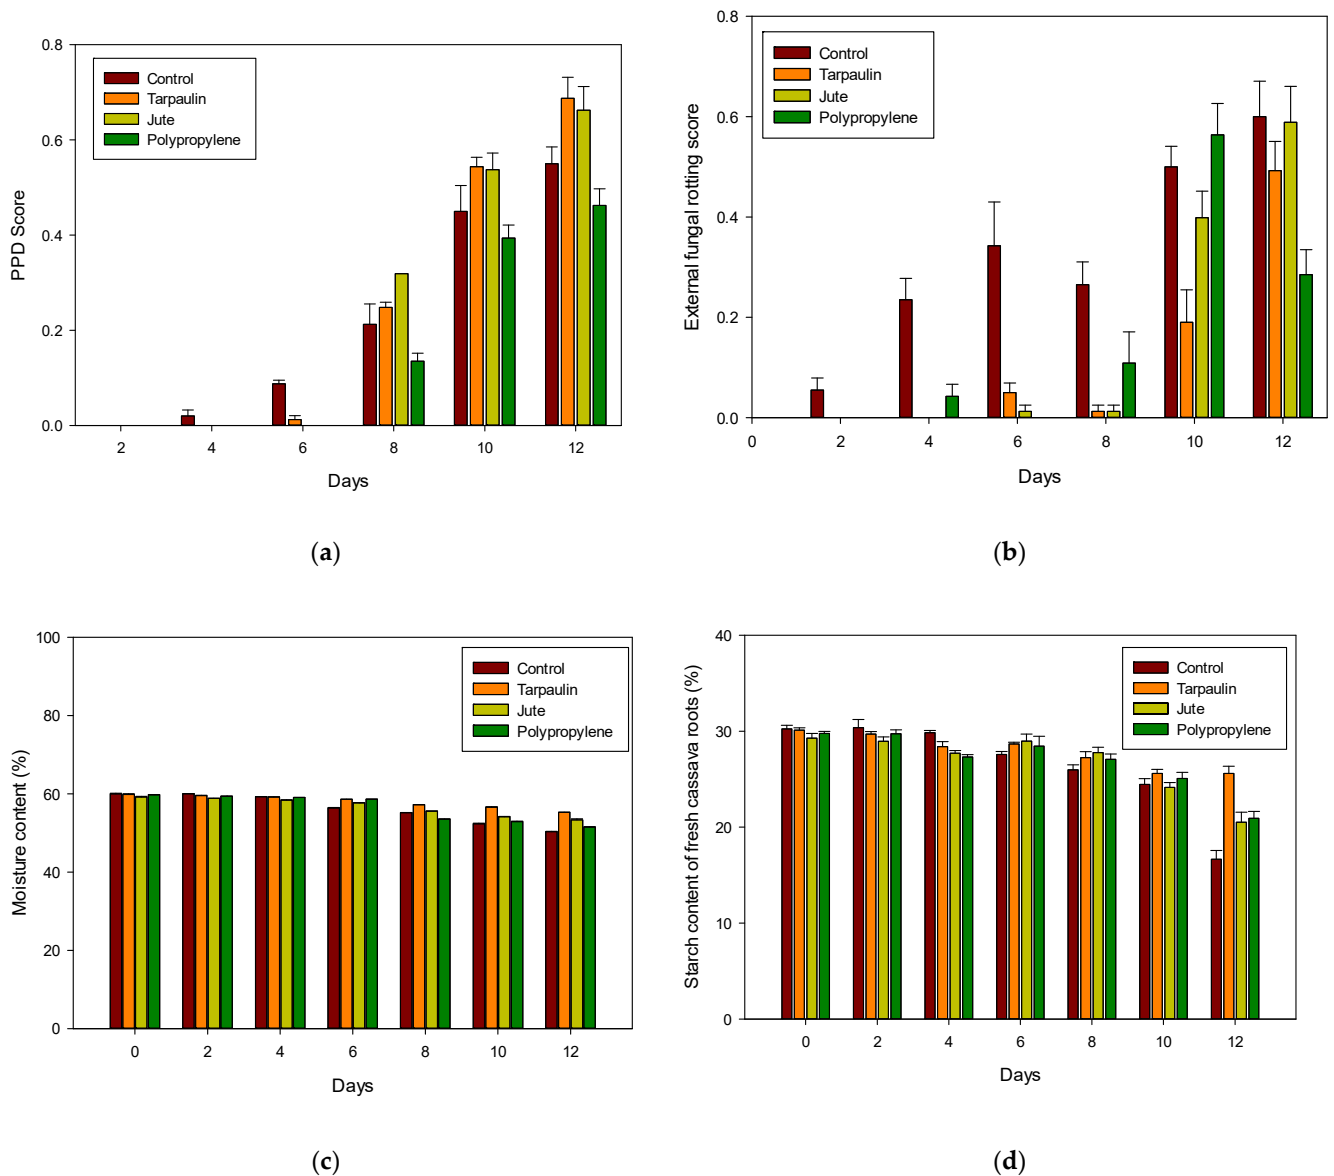 0.8
0.6
0.4
0.2
0.0
PPD Score
Control
Tarpaulin
Jute
Polypropylene
2 4 6 8 10 12
Days
(a)
0.8
0.6
0.4
0.2
0.0
External fungal rotting score
Control
Tarpaulin
Jute
Polypropylene
0 2 4 6 8 10 12
Days
(b)
100
80
60
40
20
0
Moisture content (%)
Control
Tarpaulin
Jute
Polypropylene
0 2 4 6 8 10 12
Days
(c)
40
30
20
10
0
Starch content of fresh cassava roots (%)
Control
Tarpaulin
Jute
Polypropylene
0 2 4 6 8 10 12
Days
(d)